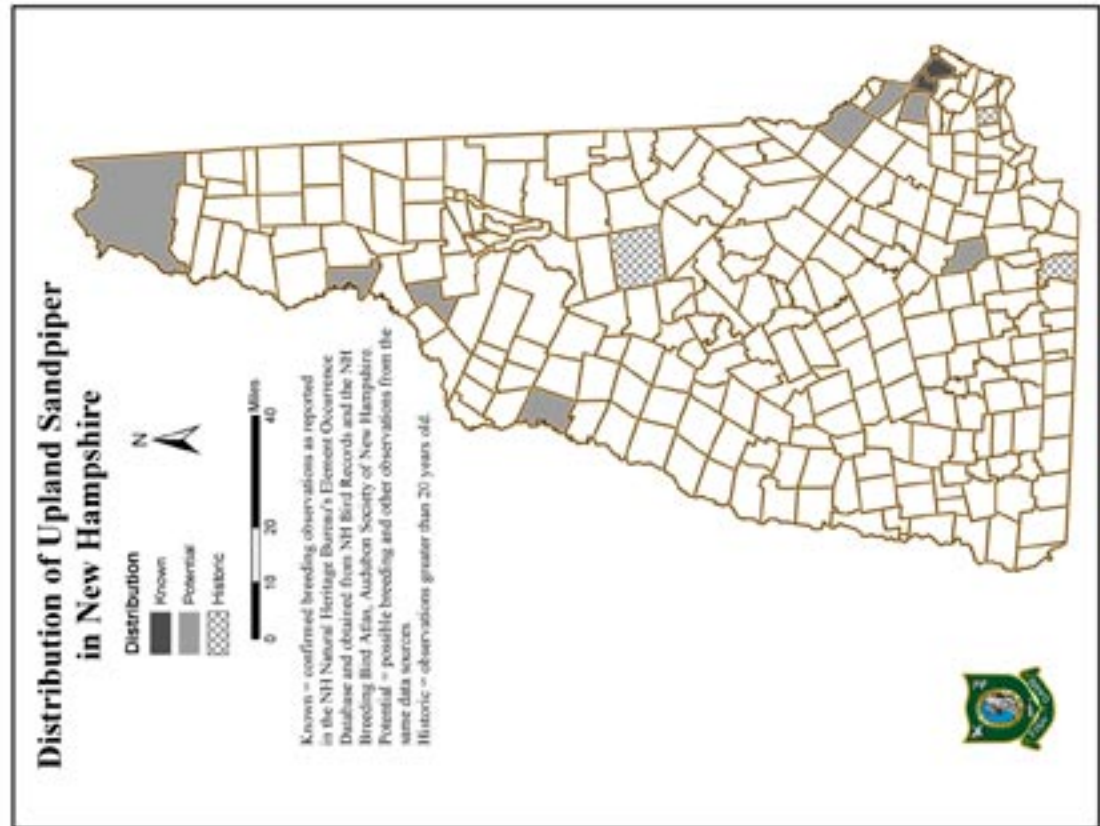 Distribution of Upland Sandpiper
in New Hampshire
N
Distribution
Known
Potential
Historic
0 10 20 40 Miles
Known = confirmed breeding observations as reported
in the NH Natural Heritage Bureau's Element Occurrence
Database and obtained from NH Bird Records and the NH
Breeding Bird Atlas, Audubon Society of New Hampshire.
Potential = possible breeding and other observations from the
same data sources.
Historic = observations greater than 20 years old.